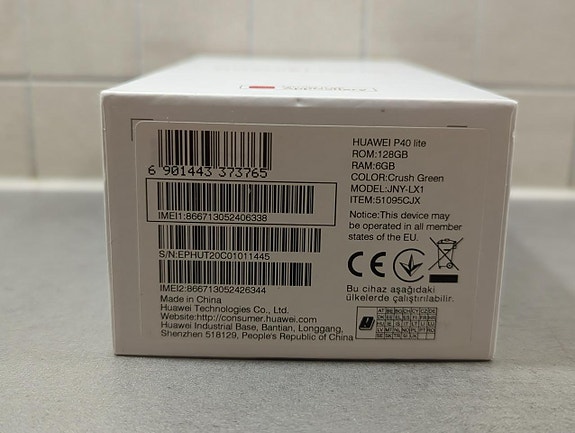 6 901443 373765
IMEI1:866713052406338
S/N:EPHUT20C01011445
IMEI2:866713052426344
Made in China
Huawei Technologies Co., Ltd.
Website:http://consumer.huawei.com
Huawei Industrial Base, Bantian, Longgang,
Shenzhen 518129, People's Republic of China
HUAWEI P40 lite
ROM:128GB
RAM:6GB
COLOR:Crush Green
MODEL:JNY-LX1
ITEM:51095CJX
Notice:This device may
be operated in all member
states of the EU.
CE
Bu cihaz aşağıdaki
ülkelerde çalıştırılabilir.